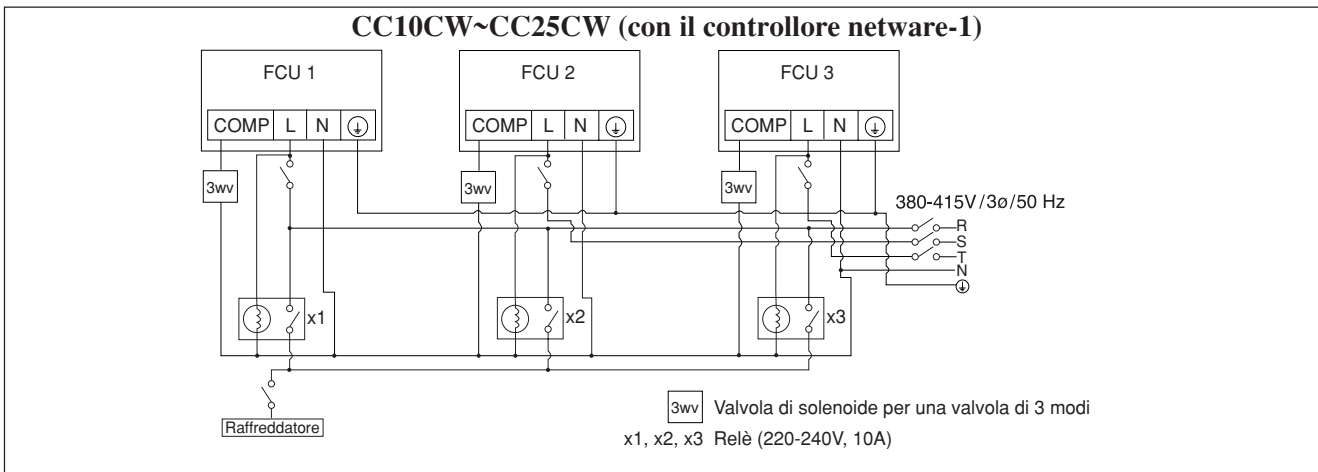 CC10CW~CC25CW (con il controllore netware-1)
FCU 1 FCU 2 FCU 3
COMP L N COMP L N COMP L N
3wv 3wv 3wv
380-415V/3ø/50 Hz
R
S
T
N
x1 x2 x3
Raffreddatore
3wv Valvola di solenoide per una valvola di 3 modi
x1, x2, x3 Relè (220-240V, 10A)